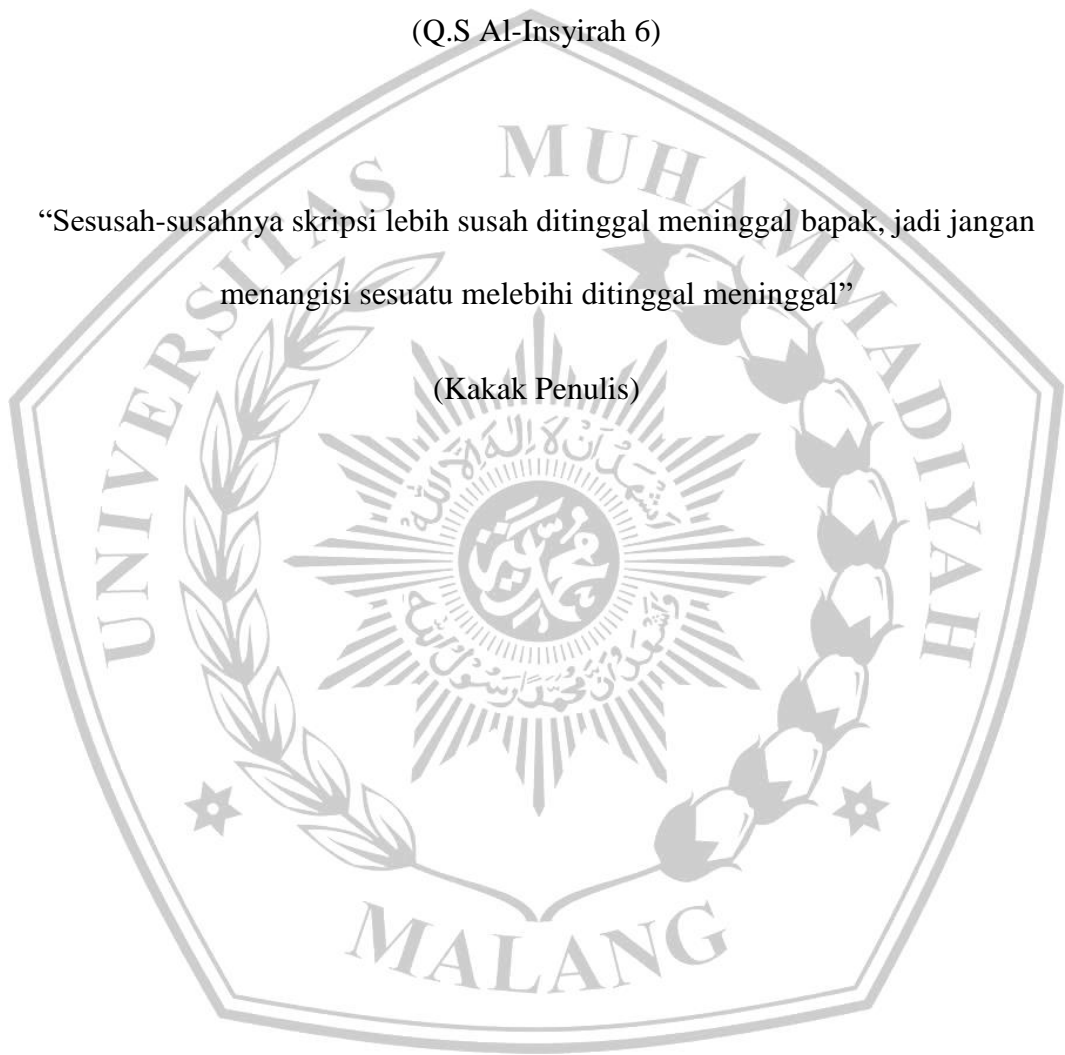 (Q.S Al-Insyirah 6)
“Sesusah-susahnya skripsi lebih susah ditinggal meninggal bapak, jadi jangan
menangisi sesuatu melebihi ditinggal meninggal”
(Kakak Penulis)
UNIVERSITAS MUHAMMADIYAH
MALANG